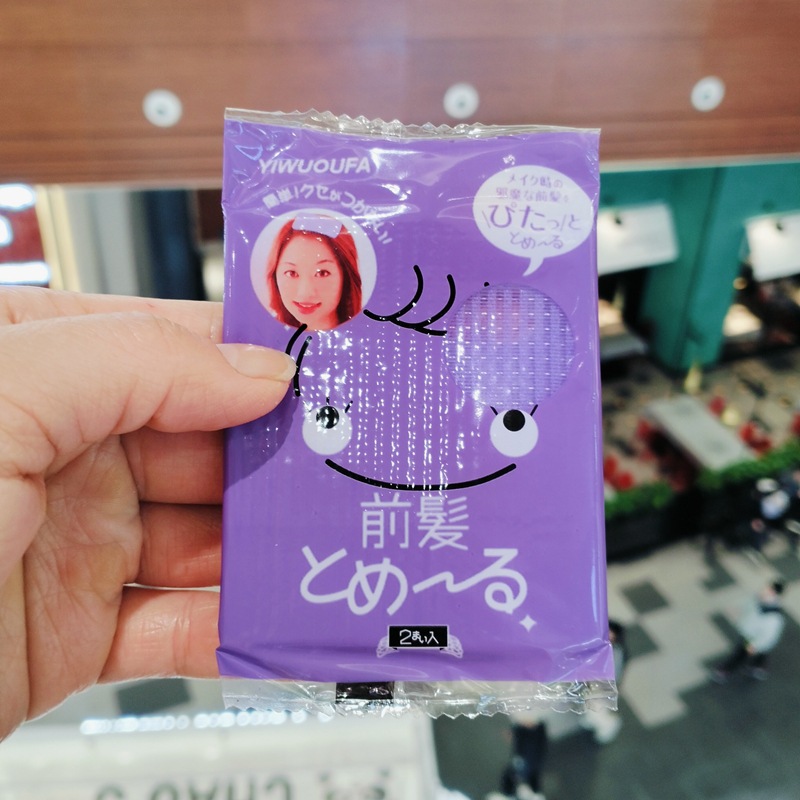 YIWUOUFA
簡単!クセがつかない!!
メイク時の
邪魔な前髪を
ぴたっ!と
とめ〜る
前髪
とめ〜る
2まい入